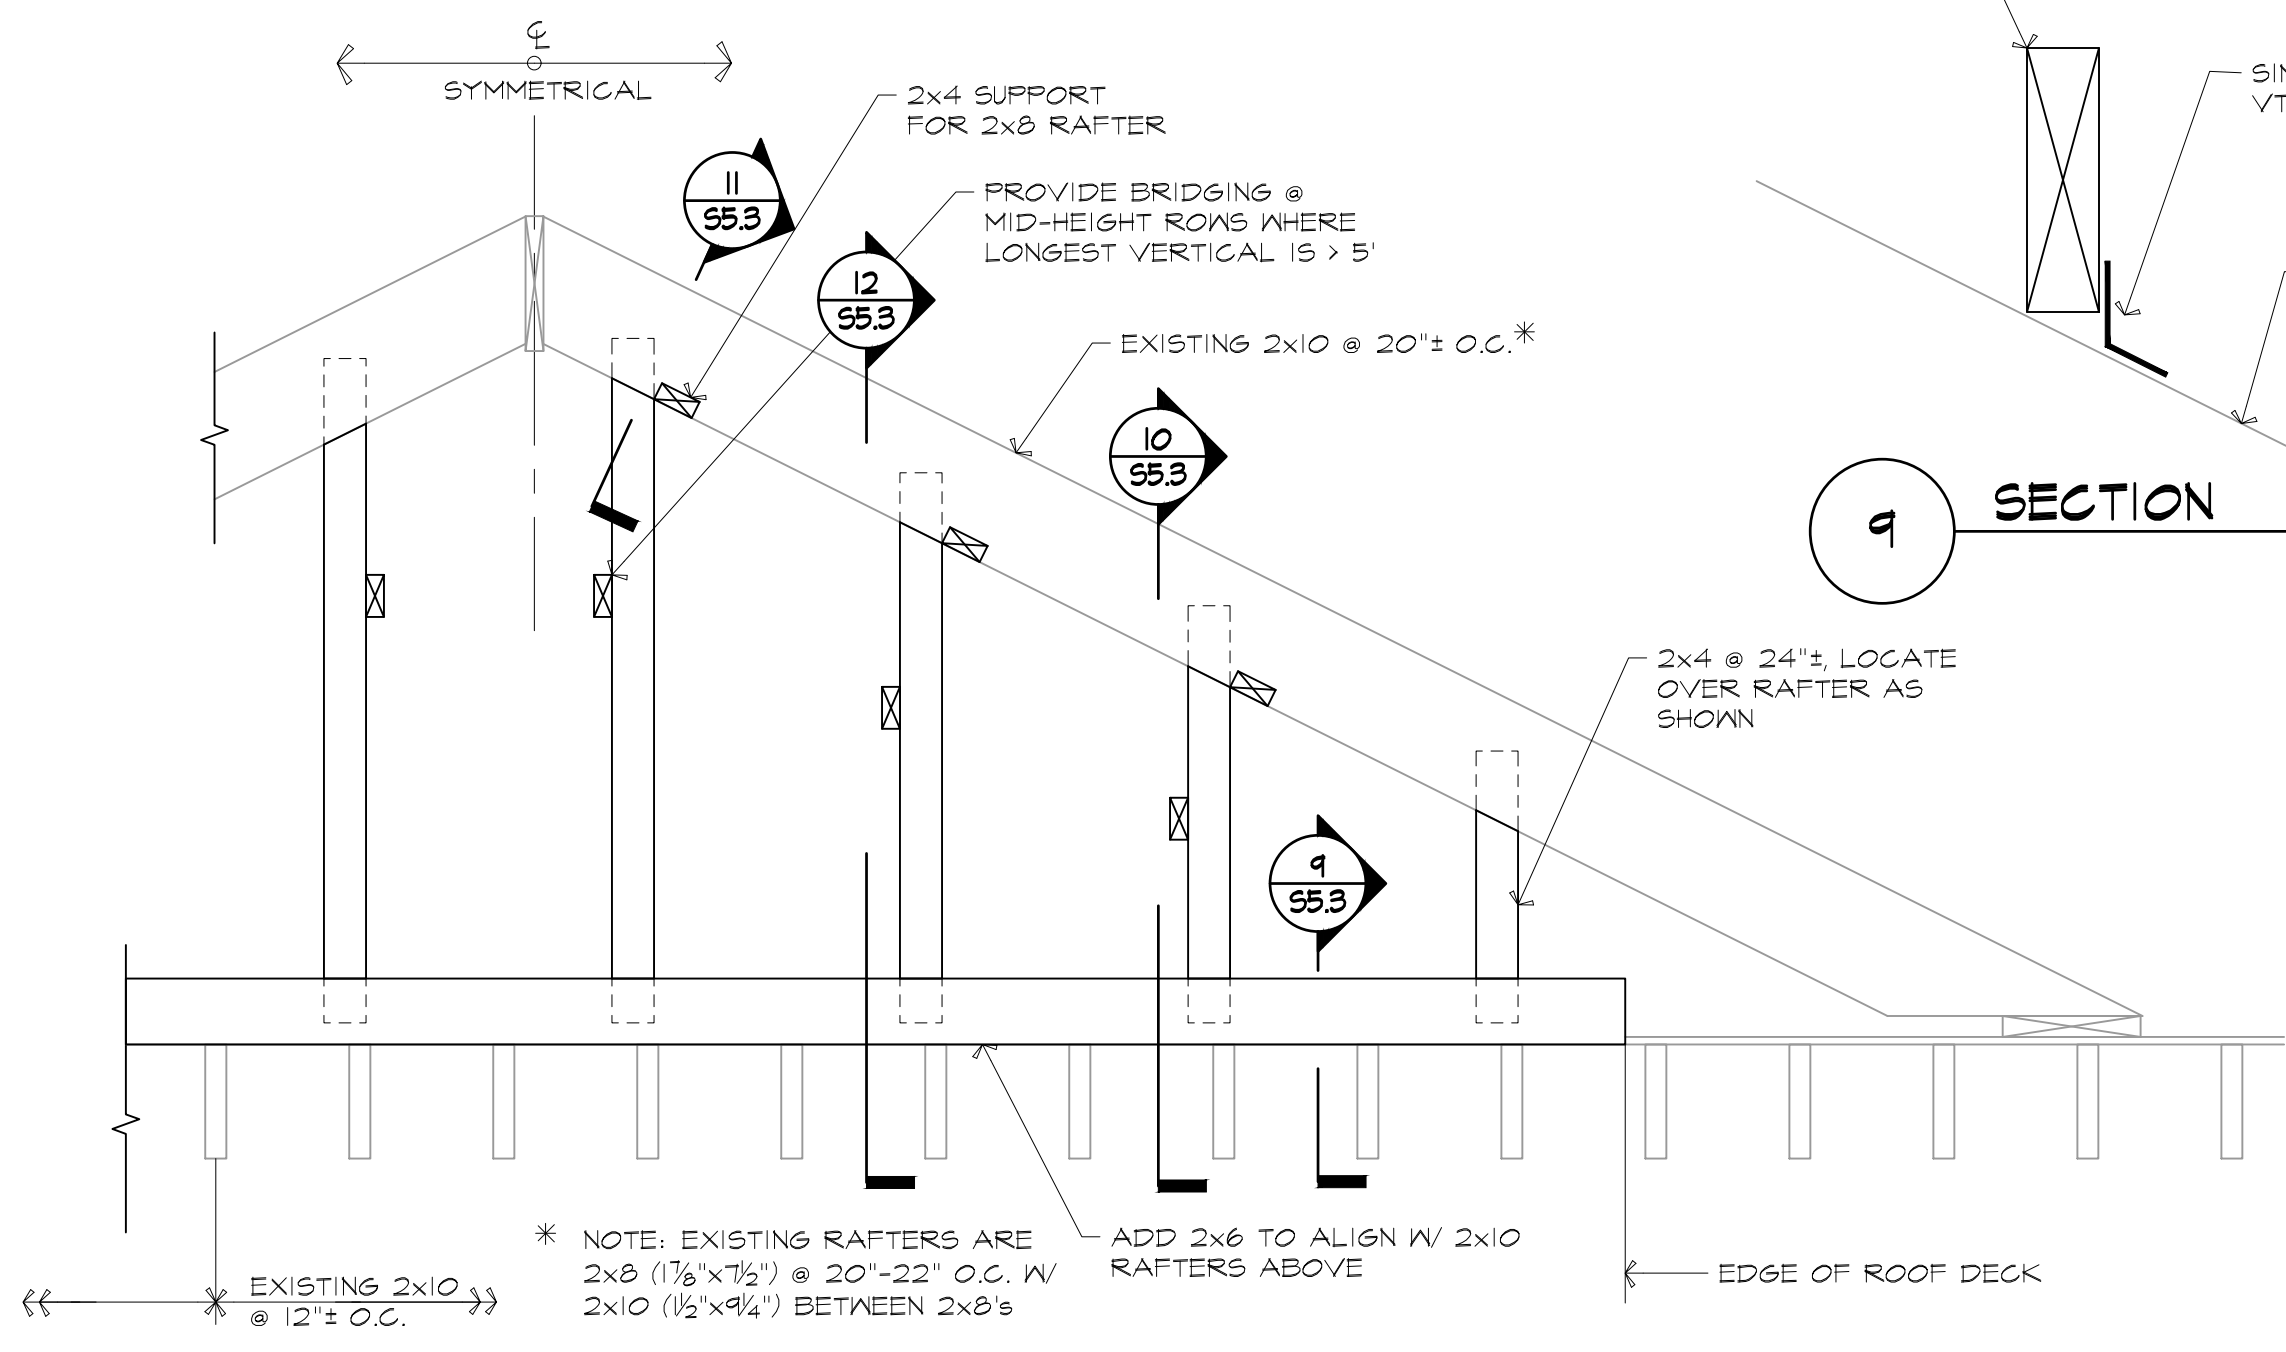 ℄
SYMMETRICAL
2x4 SUPPORT
FOR 2x8 RAFTER
11
S5.3
PROVIDE BRIDGING @
MID-HEIGHT ROWS WHERE
LONGEST VERTICAL IS > 5'
12
S5.3
EXISTING 2x10 @ 20"± O.C.*
10
S5.3
9
SECTION
2x4 @ 24"±, LOCATE
OVER RAFTER AS
SHOWN
9
S5.3
* NOTE: EXISTING RAFTERS ARE
2x8 (1⅞"x7½") @ 20"-22" O.C. W/
2x10 (1½"x9¼") BETWEEN 2x8's
ADD 2x6 TO ALIGN W/ 2x10
RAFTERS ABOVE
EDGE OF ROOF DECK
EXISTING 2x10
@ 12"± O.C.